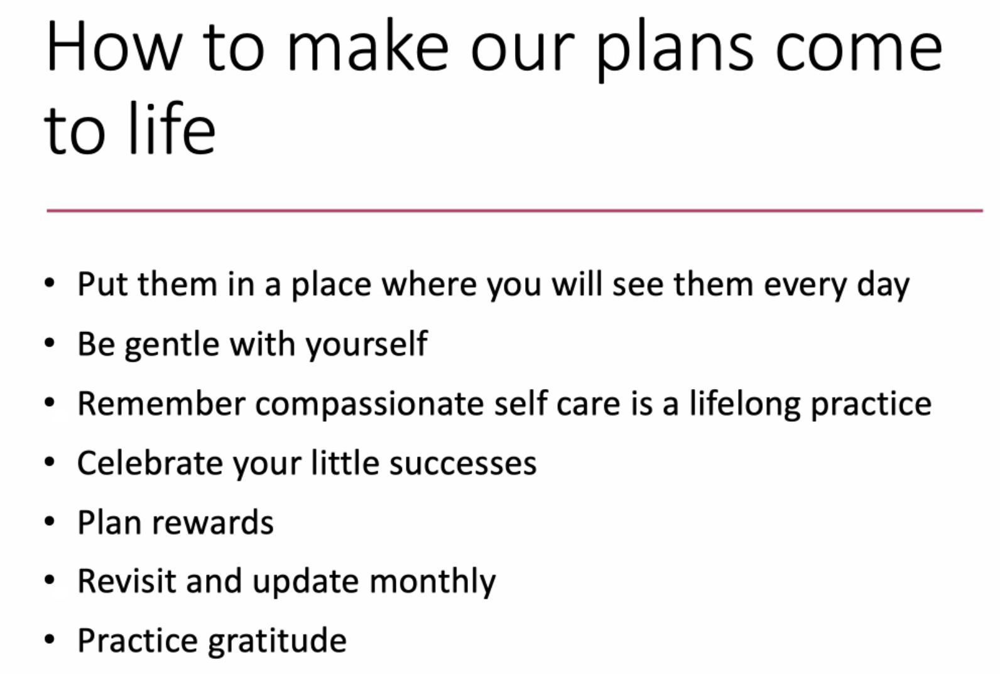 How to make our plans come
to life
• Put them in a place where you will see them every day
• Be gentle with yourself
• Remember compassionate self care is a lifelong practice
• Celebrate your little successes
• Plan rewards
• Revisit and update monthly
• Practice gratitude